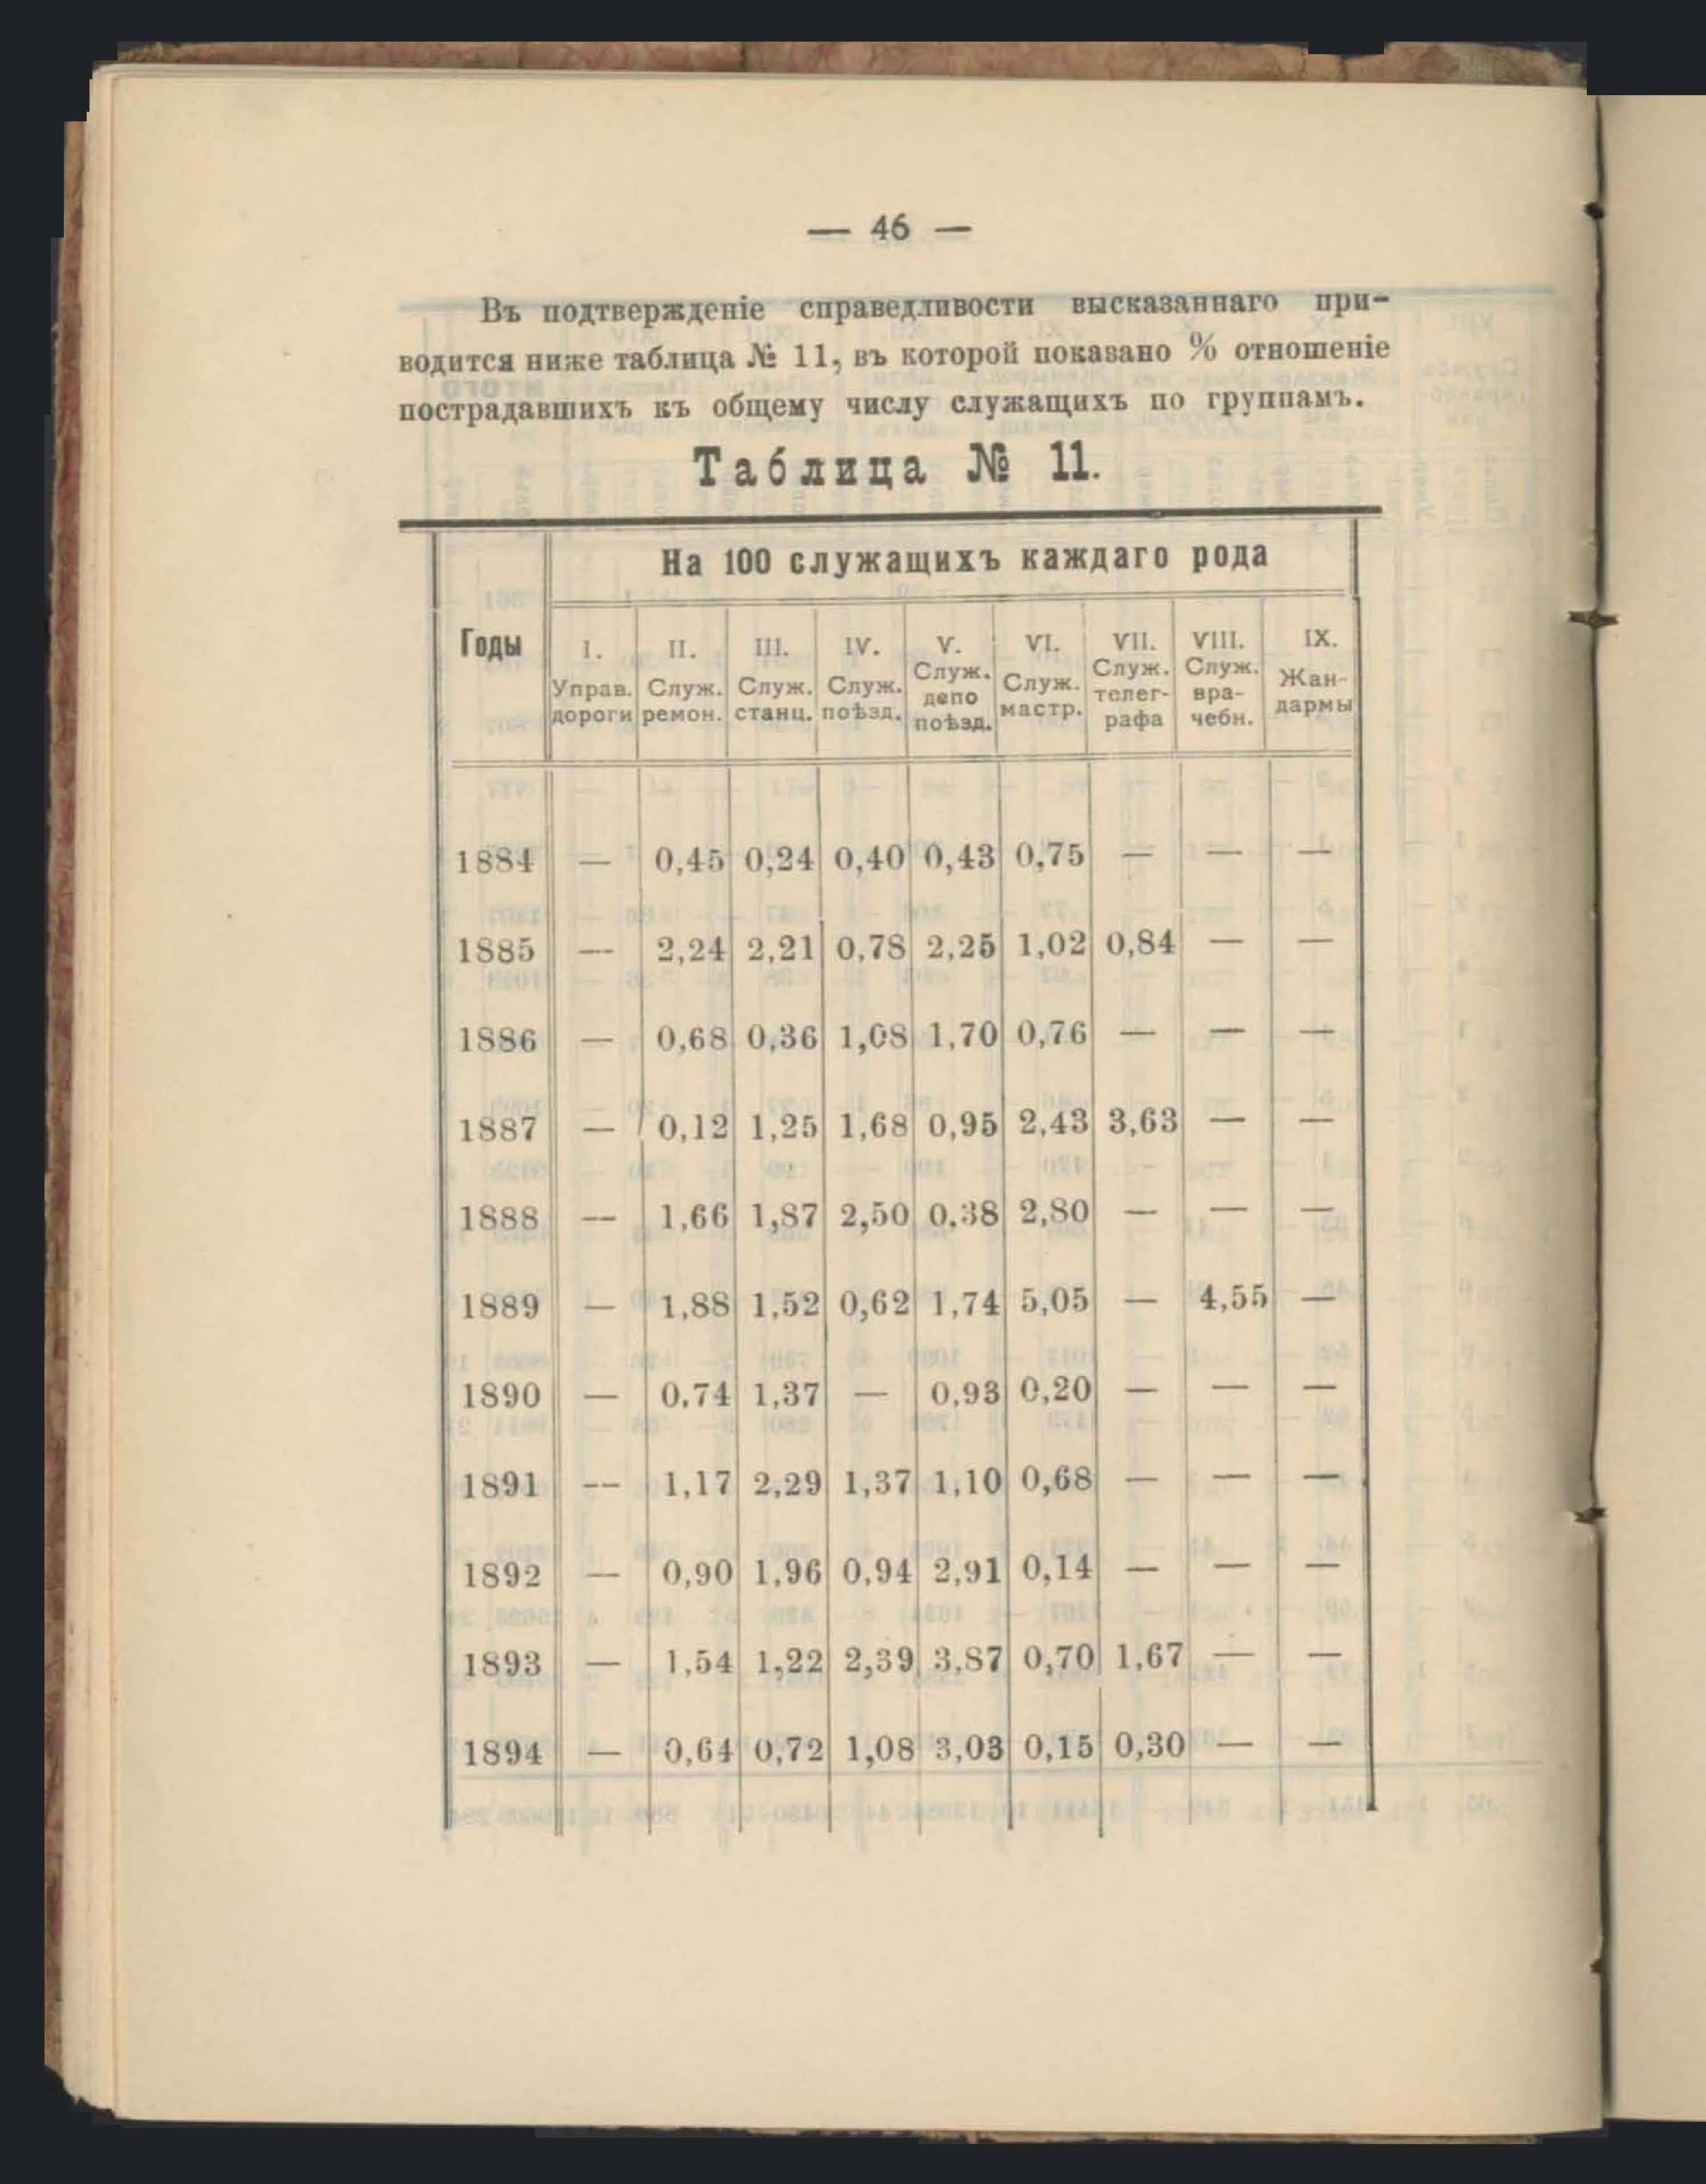 — 46 —
Въ подтвержденіе справедливости высказаннаго при-
водится ниже таблица № 11, въ которой показано % отношеніе
пострадавшихъ къ общему числу служащихъ по группамъ.
Таблица № 11.
На 100 служащихъ каждаго рода
Годы
I. Управ. дороги
II. Служ. ремон.
III. Служ. станц.
IV. Служ. поѣзд.
V. Служ. депо поѣзд.
VI. Служ. мастр.
VII. Служ. телег-рафа
VIII. Служ. вра-чебн.
IX. Жан-дармы
1884 — 0,45 0,24 0,40 0,43 0,75 — — —
1885 — 2,24 2,21 0,78 2,25 1,02 0,84 — —
1886 — 0,68 0,36 1,08 1,70 0,76 — — —
1887 — 0,12 1,25 1,68 0,95 2,43 3,63 — —
1888 — 1,66 1,87 2,50 0.38 2,80 — — —
1889 — 1,88 1,52 0,62 1,74 5,05 — 4,55 —
1890 — 0,74 1,37 — 0,93 0,20 — — —
1891 — 1,17 2,29 1,37 1,10 0,68 — — —
1892 — 0,90 1,96 0,94 2,91 0,14 — — —
1893 — 1,54 1,22 2,39 3,87 0,70 1,67 — —
1894 — 0,64 0,72 1,08 3,03 0,15 0,30 — —